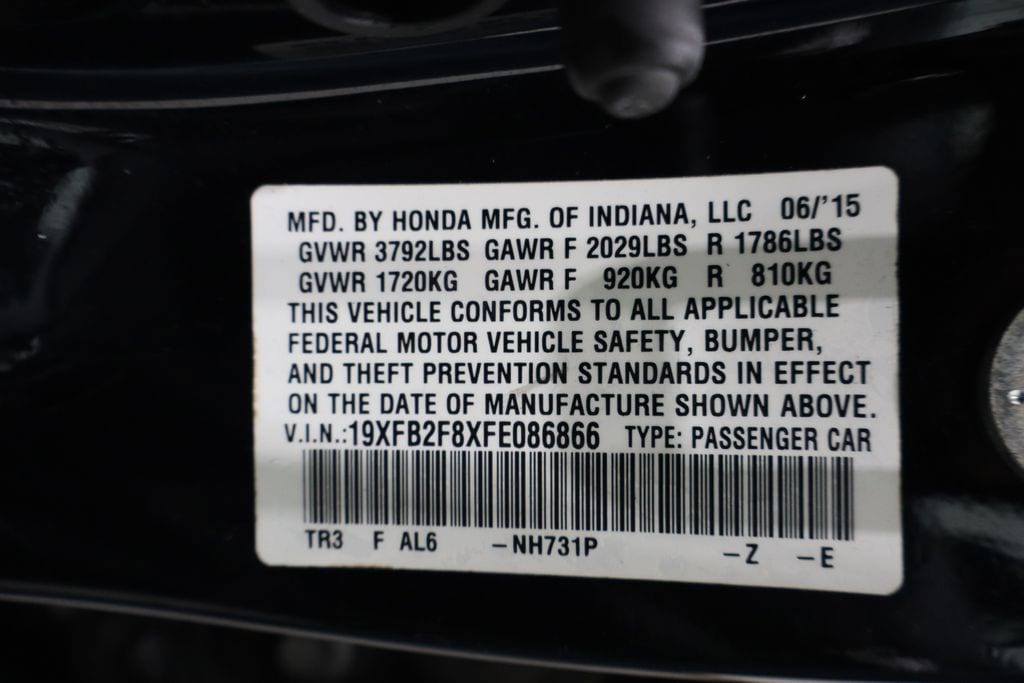 MFD. BY HONDA MFG. OF INDIANA, LLC 06/'15
GVWR 3792LBS GAWR F 2029LBS R 1786LBS
GVWR 1720KG GAWR F 920KG R 810KG
THIS VEHICLE CONFORMS TO ALL APPLICABLE
FEDERAL MOTOR VEHICLE SAFETY, BUMPER,
AND THEFT PREVENTION STANDARDS IN EFFECT
ON THE DATE OF MANUFACTURE SHOWN ABOVE.
V.I.N.:19XFB2F8XFE086866 TYPE: PASSENGER CAR
TR3 F AL6 -NH731P -Z -E